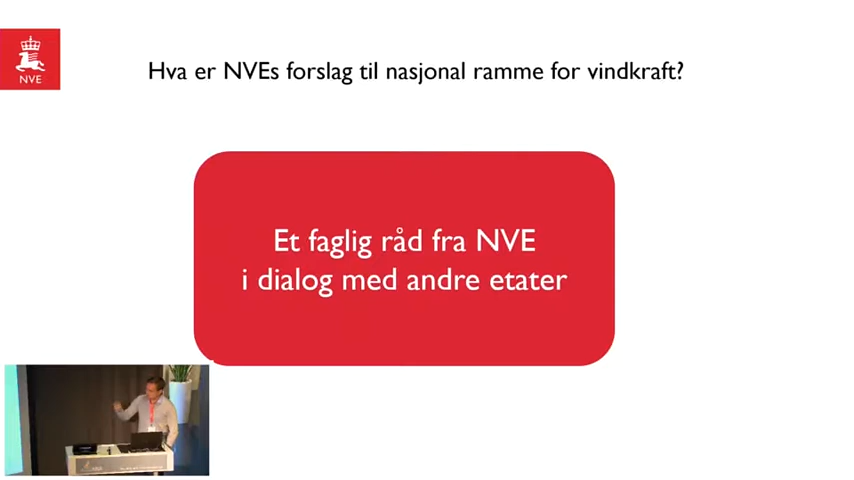 NVE
Hva er NVEs forslag til nasjonal ramme for vindkraft?
Et faglig råd fra NVE
i dialog med andre etater